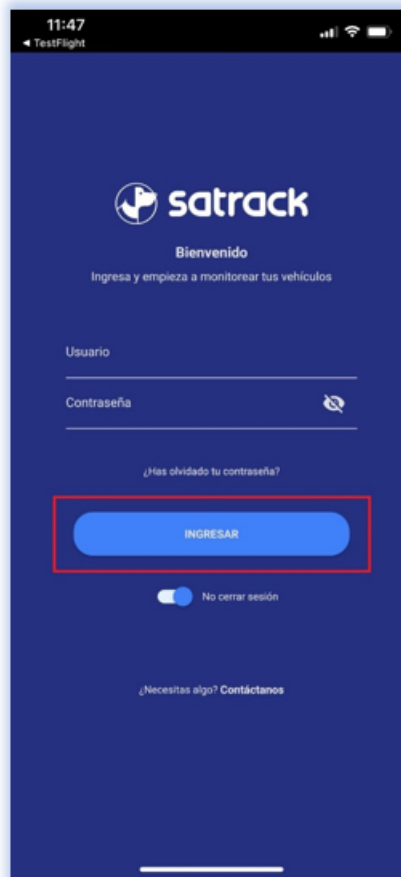 11:47
◄ TestFlight
satrack
Bienvenido
Ingresa y empieza a monitorear tus vehículos
Usuario
Contraseña
¿Has olvidado tu contraseña?
INGRESAR
No cerrar sesión
¿Necesitas algo? Contáctanos